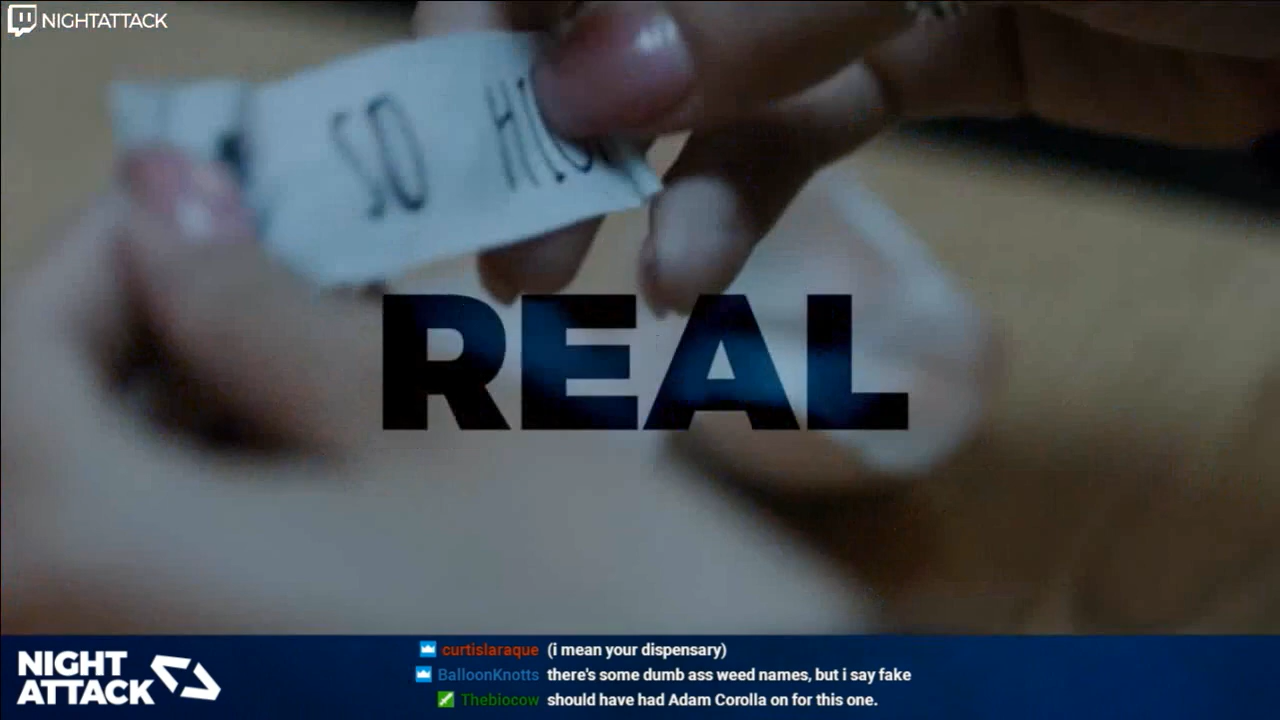 NIGHTATTACK
SO
REAL
NIGHT
ATTACK
curtislaraque (i mean your dispensary)
BalloonKnotts there's some dumb ass weed names, but i say fake
Thebiocow should have had Adam Corolla on for this one.